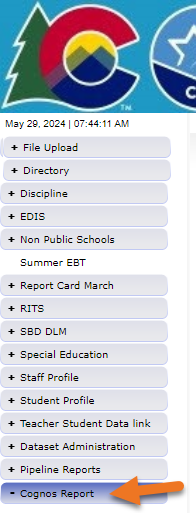 TM
C
May 29, 2024 | 07:44:11 AM
+ File Upload
+ Directory
+ Discipline
+ EDIS
+ Non Public Schools
Summer EBT
+ Report Card March
+ RITS
+ SBD DLM
+ Special Education
+ Staff Profile
+ Student Profile
+ Teacher Student Data link
+ Dataset Administration
+ Pipeline Reports
- Cognos Report